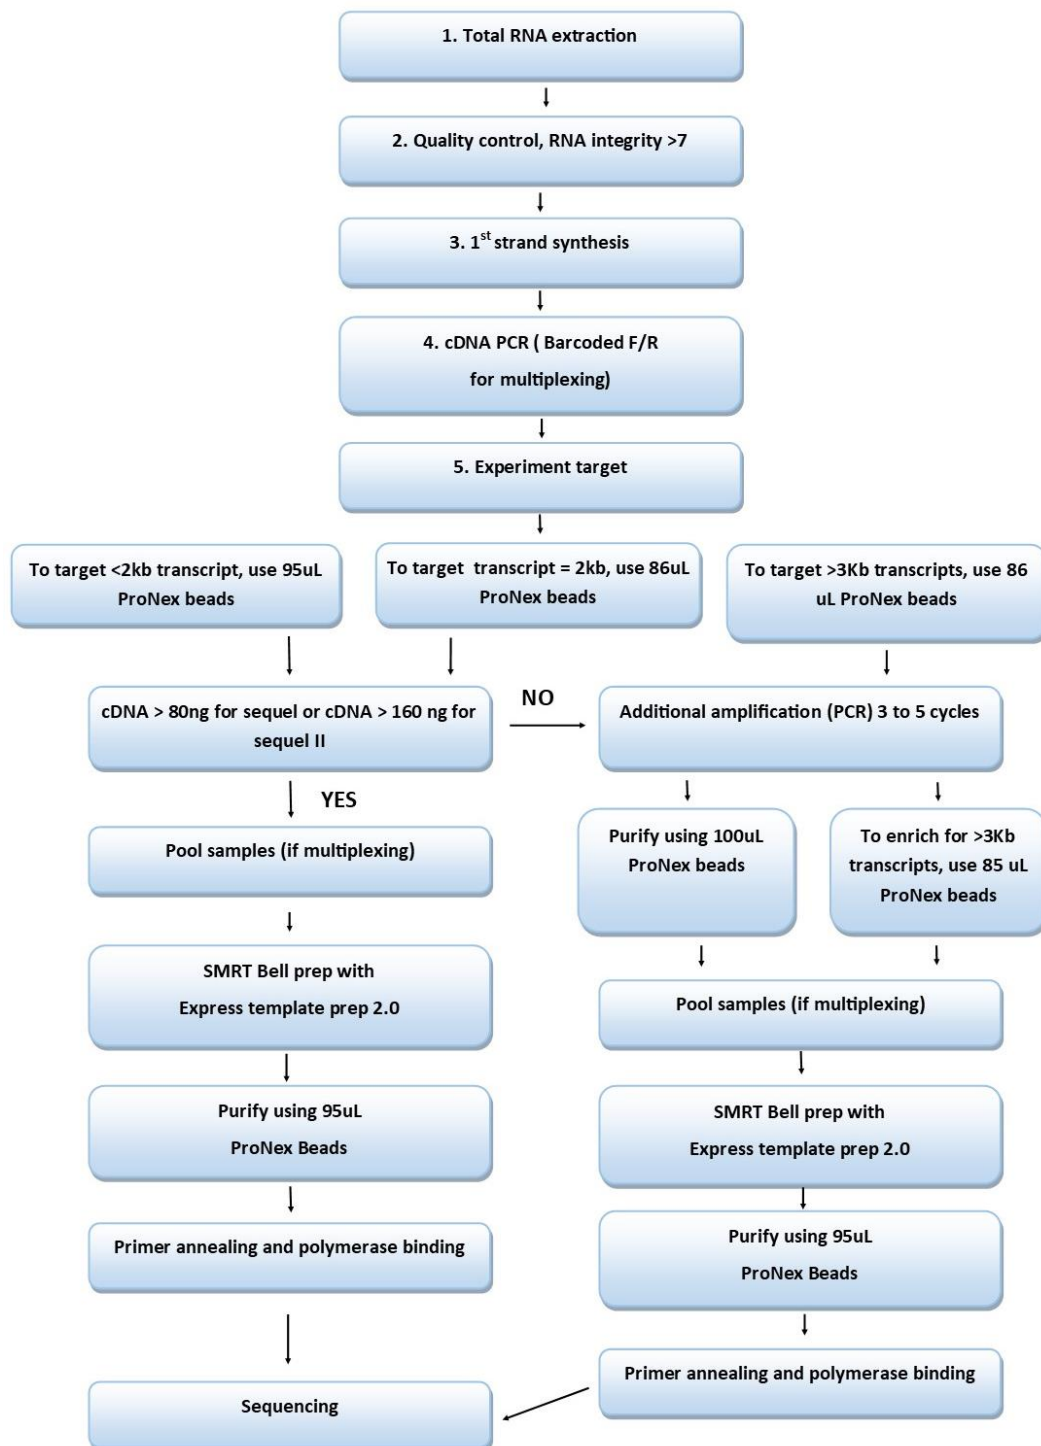 1. Total RNA extraction
2. Quality control, RNA integrity >7
3. 1st strand synthesis
4. cDNA PCR ( Barcoded F/R
for multiplexing)
5. Experiment target
To target <2kb transcript, use 95uL
ProNex beads
To target transcript = 2kb, use 86uL
ProNex beads
To target >3Kb transcripts, use 86
uL ProNex beads
cDNA > 80ng for sequel or cDNA > 160 ng for
sequel II
NO
Additional amplification (PCR) 3 to 5 cycles
YES
Pool samples (if multiplexing)
Purify using 100uL
ProNex beads
To enrich for >3Kb
transcripts, use 85 uL
ProNex beads
SMRT Bell prep with
Express template prep 2.0
Pool samples (if multiplexing)
Purify using 95uL
ProNex Beads
SMRT Bell prep with
Express template prep 2.0
Primer annealing and polymerase binding
Purify using 95uL
ProNex Beads
Primer annealing and polymerase binding
Sequencing